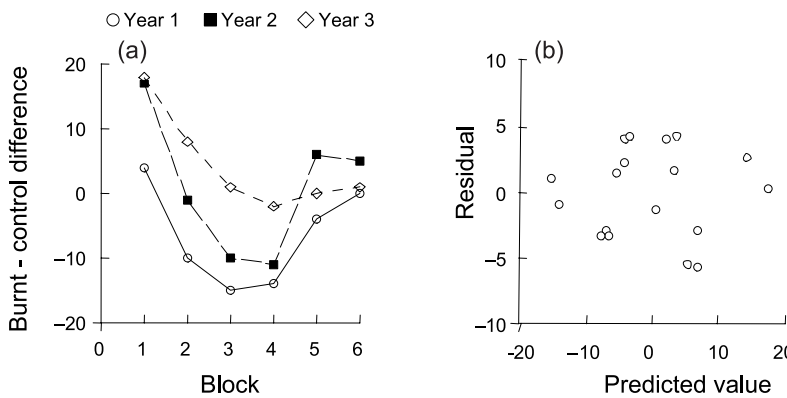 Year 1 Year 2 Year 3
(a)
Burnt - control difference
20
10
0
−10
−20
0 1 2 3 4 5 6
Block
(b)
Residual
10
5
0
−5
−10
-20 −10 0 10 20
Predicted value